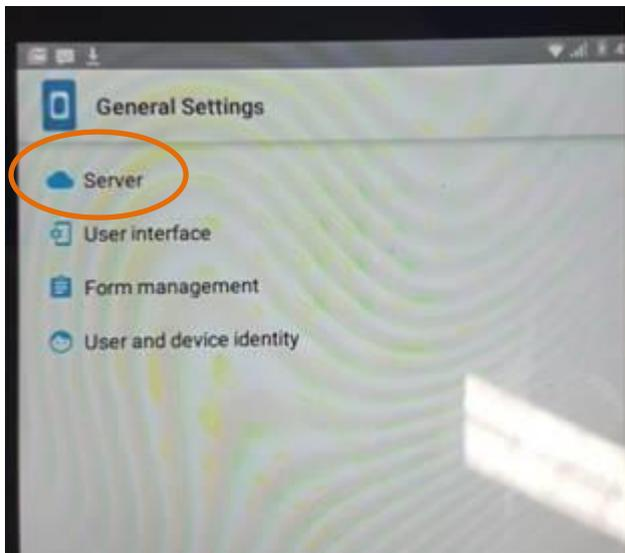 General Settings
Server
User interface
Form management
User and device identity